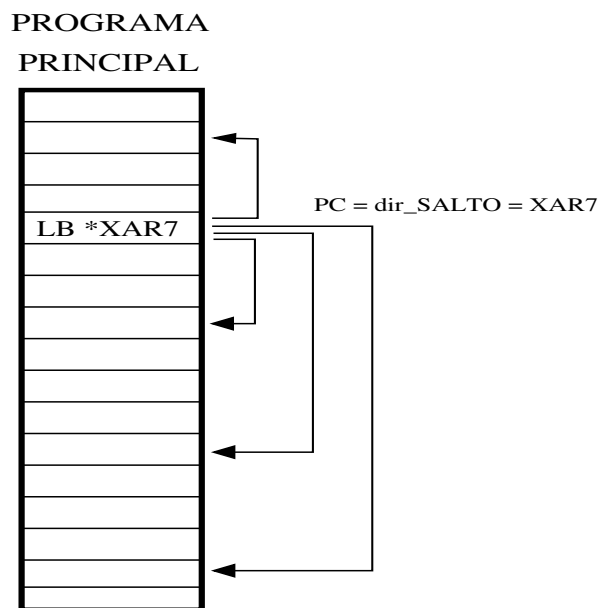 PROGRAMA
PRINCIPAL
LB *XAR7
PC = dir_SALTO = XAR7